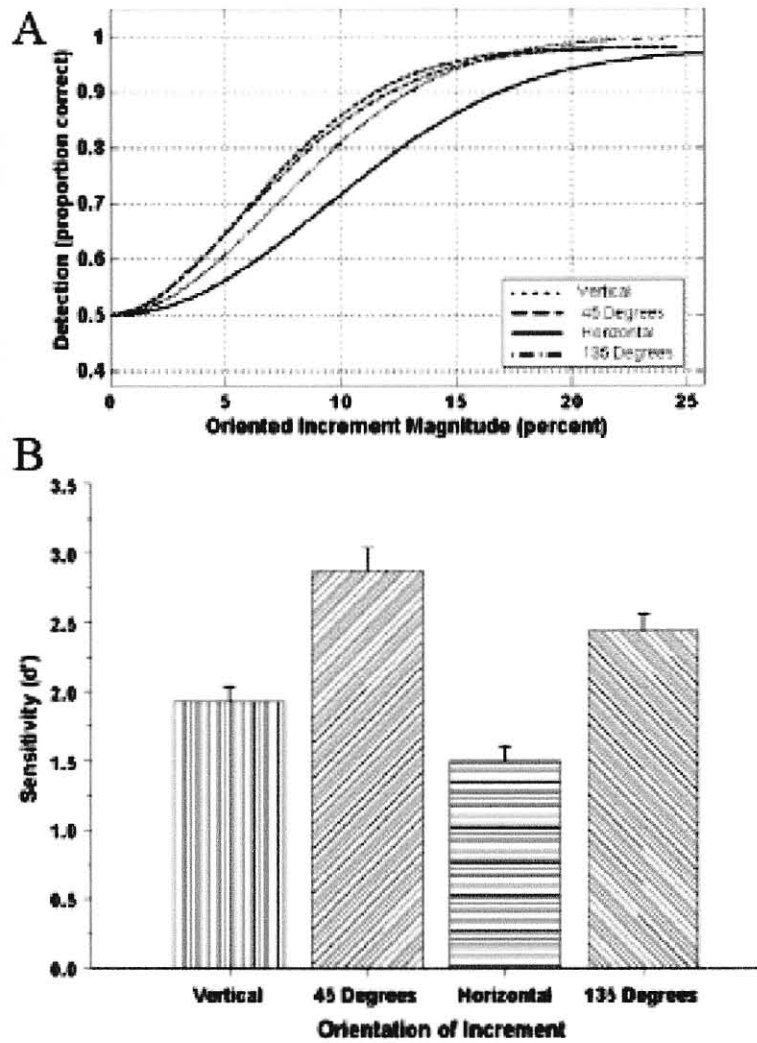 A
Detection (proportion correct)
1
0.9
0.8
0.7
0.6
0.5
0.4
0
5
10
15
20
25
Oriented Increment Magnitude (percent)
Vertical
45 Degrees
Horizontal
135 Degrees
B
Sensitivity (d')
3.5
3.0
2.5
2.0
1.5
1.0
0.5
0.0
Vertical
45 Degrees
Horizontal
135 Degrees
Orientation of Increment